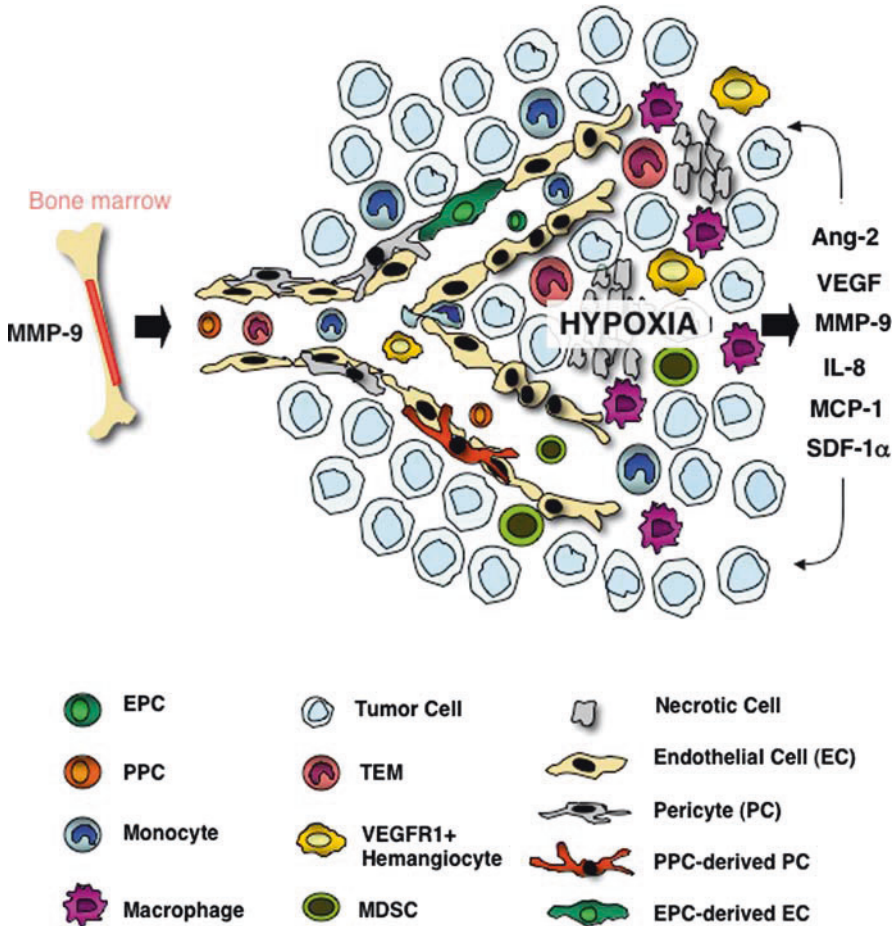 Bone marrow
MMP-9
HYPOXIA
Ang-2
VEGF
MMP-9
IL-8
MCP-1
SDF-1α
EPC
PPC
Monocyte
Macrophage
Tumor Cell
TEM
VEGFR1+
Hemangiocyte
MDSC
Necrotic Cell
Endothelial Cell (EC)
Pericyte (PC)
PPC-derived PC
EPC-derived EC